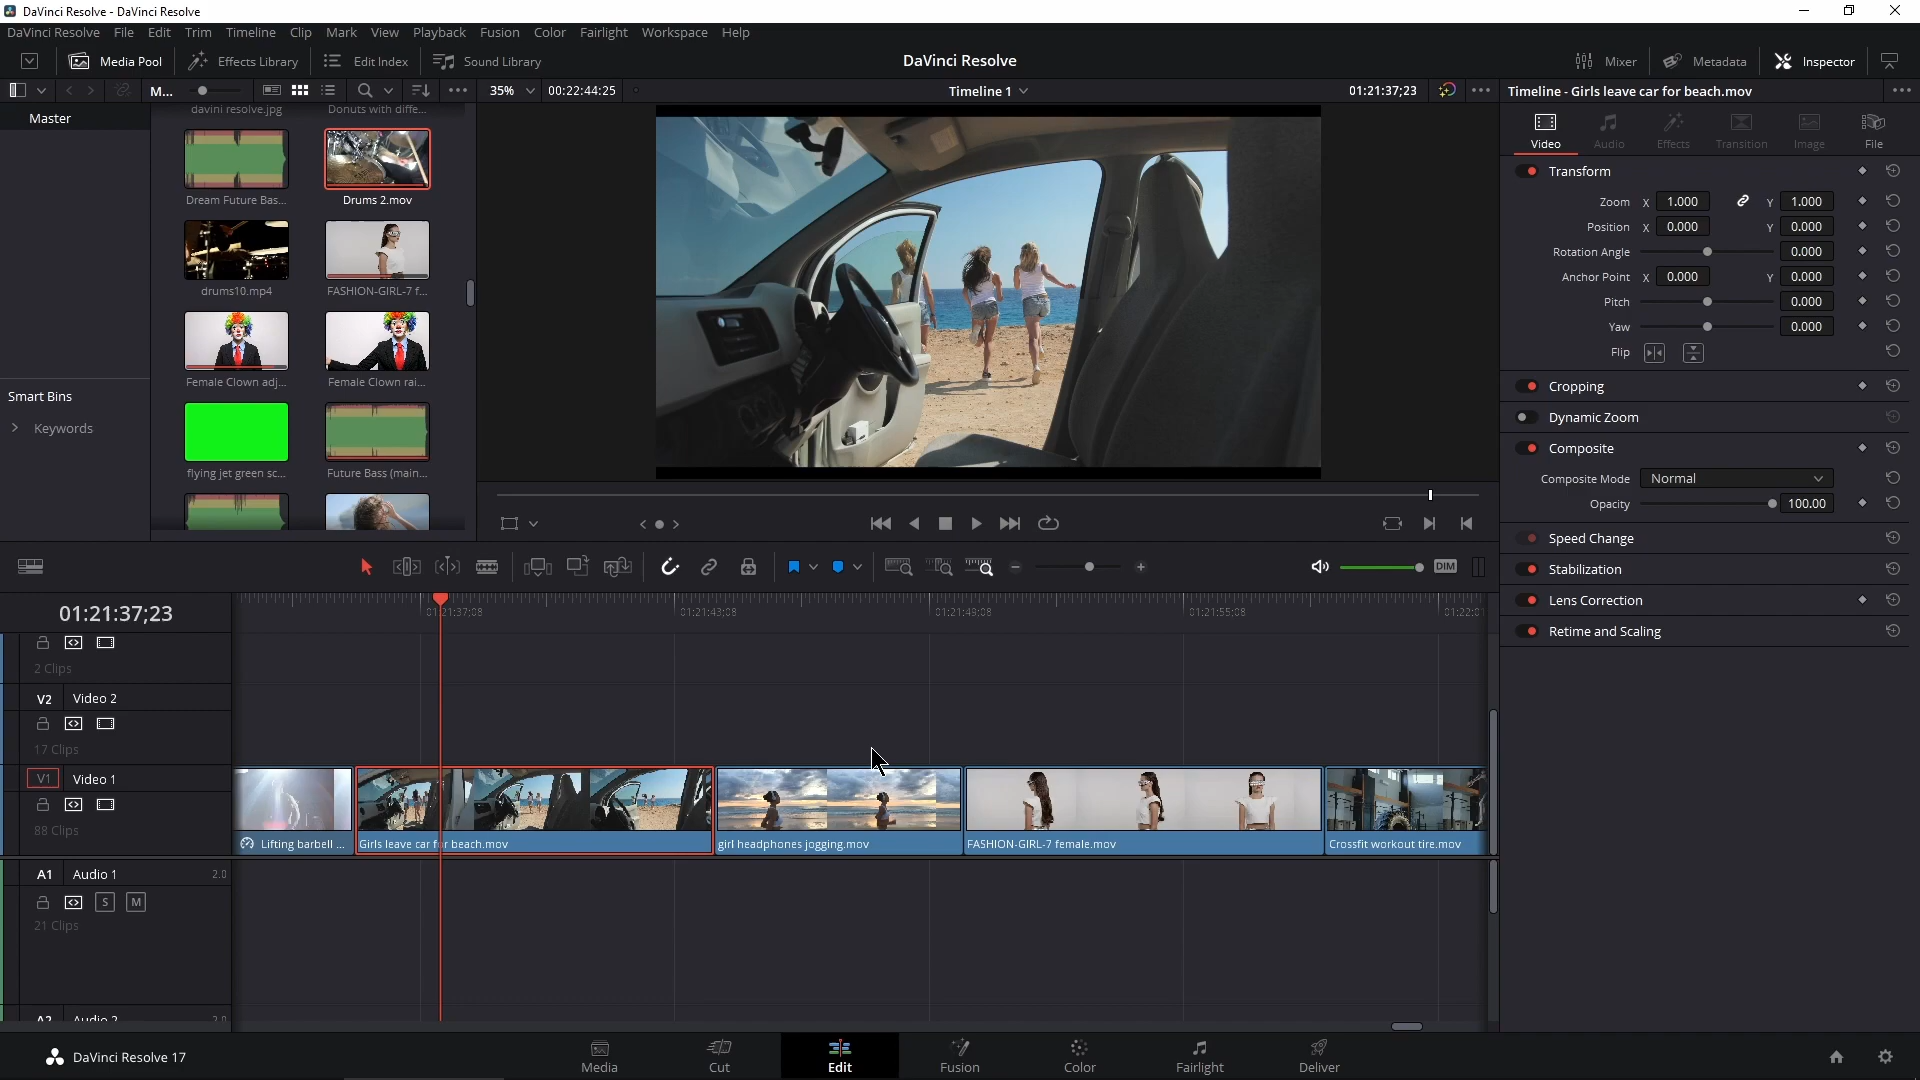 DaVinci Resolve - DaVinci Resolve
DaVinci Resolve File Edit Trim Timeline Clip Mark View Playback Fusion Color Fairlight Workspace Help
Media Pool Effects Library Edit Index Sound Library DaVinci Resolve Mixer Metadata Inspector
M... 35% 00:22:44:25 Timeline 1 01:21:37;23 Timeline - Girls leave car for beach.mov
Master
davini resolve.jpg Donuts with diffe...
Dream Future Bas... Drums 2.mov
drums10.mp4 FASHION-GIRL-7 f...
Female Clown adj... Female Clown rai...
flying jet green sc... Future Bass (main...
Smart Bins
Keywords
Video Audio Effects Transition Image File
Transform
Zoom X 1.000 Y 1.000
Position X 0.000 Y 0.000
Rotation Angle 0.000
Anchor Point X 0.000 Y 0.000
Pitch 0.000
Yaw 0.000
Flip
Cropping
Dynamic Zoom
Composite
Composite Mode Normal
Opacity 100.00
Speed Change
Stabilization
Lens Correction
Retime and Scaling
DIM
01:21:37;23
01:21:37;08 01:21:43;08 01:21:49;08 01:21:55;08 01:22:01
2 Clips
V2 Video 2
17 Clips
V1 Video 1
88 Clips
Lifting barbell ... Girls leave car for beach.mov girl headphones jogging.mov FASHION-GIRL-7 female.mov Crossfit workout tire.mov
A1 Audio 1 2.0
S M
21 Clips
A2 Audio 2 2.0
DaVinci Resolve 17
Media Cut Edit Fusion Color Fairlight Deliver